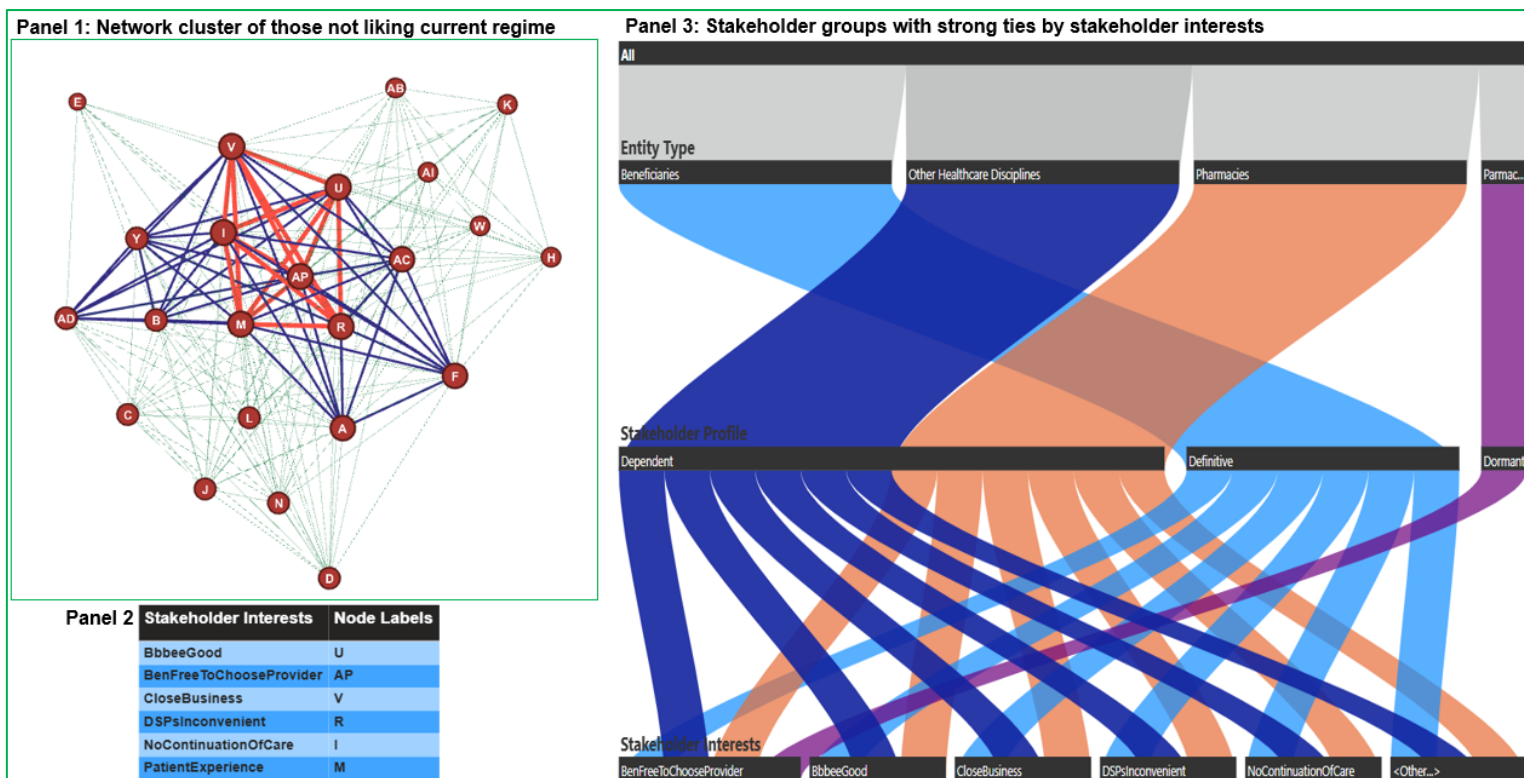 Panel 1: Network cluster of those not liking current regime
E
AB
K
V
AI
U
W
I
Y
H
AC
AP
AD
B
M
R
F
C
L
A
J
N
D
Panel 2
Stakeholder Interests Node Labels
BbbeeGood U
BenFreeToChooseProvider AP
CloseBusiness V
DSPsInconvenient R
NoContinuationOfCare I
PatientExperience M
Panel 3: Stakeholder groups with strong ties by stakeholder interests
All
Entity Type
Beneficiaries Other Healthcare Disciplines Pharmacies Parmac...
Stakeholder Profile
Dependent Definitive Dormant
Stakeholder Interests
BenFreeToChooseProvider BbbeeGood CloseBusiness DSPsInconvenient NoContinuationOfCare <Other...>